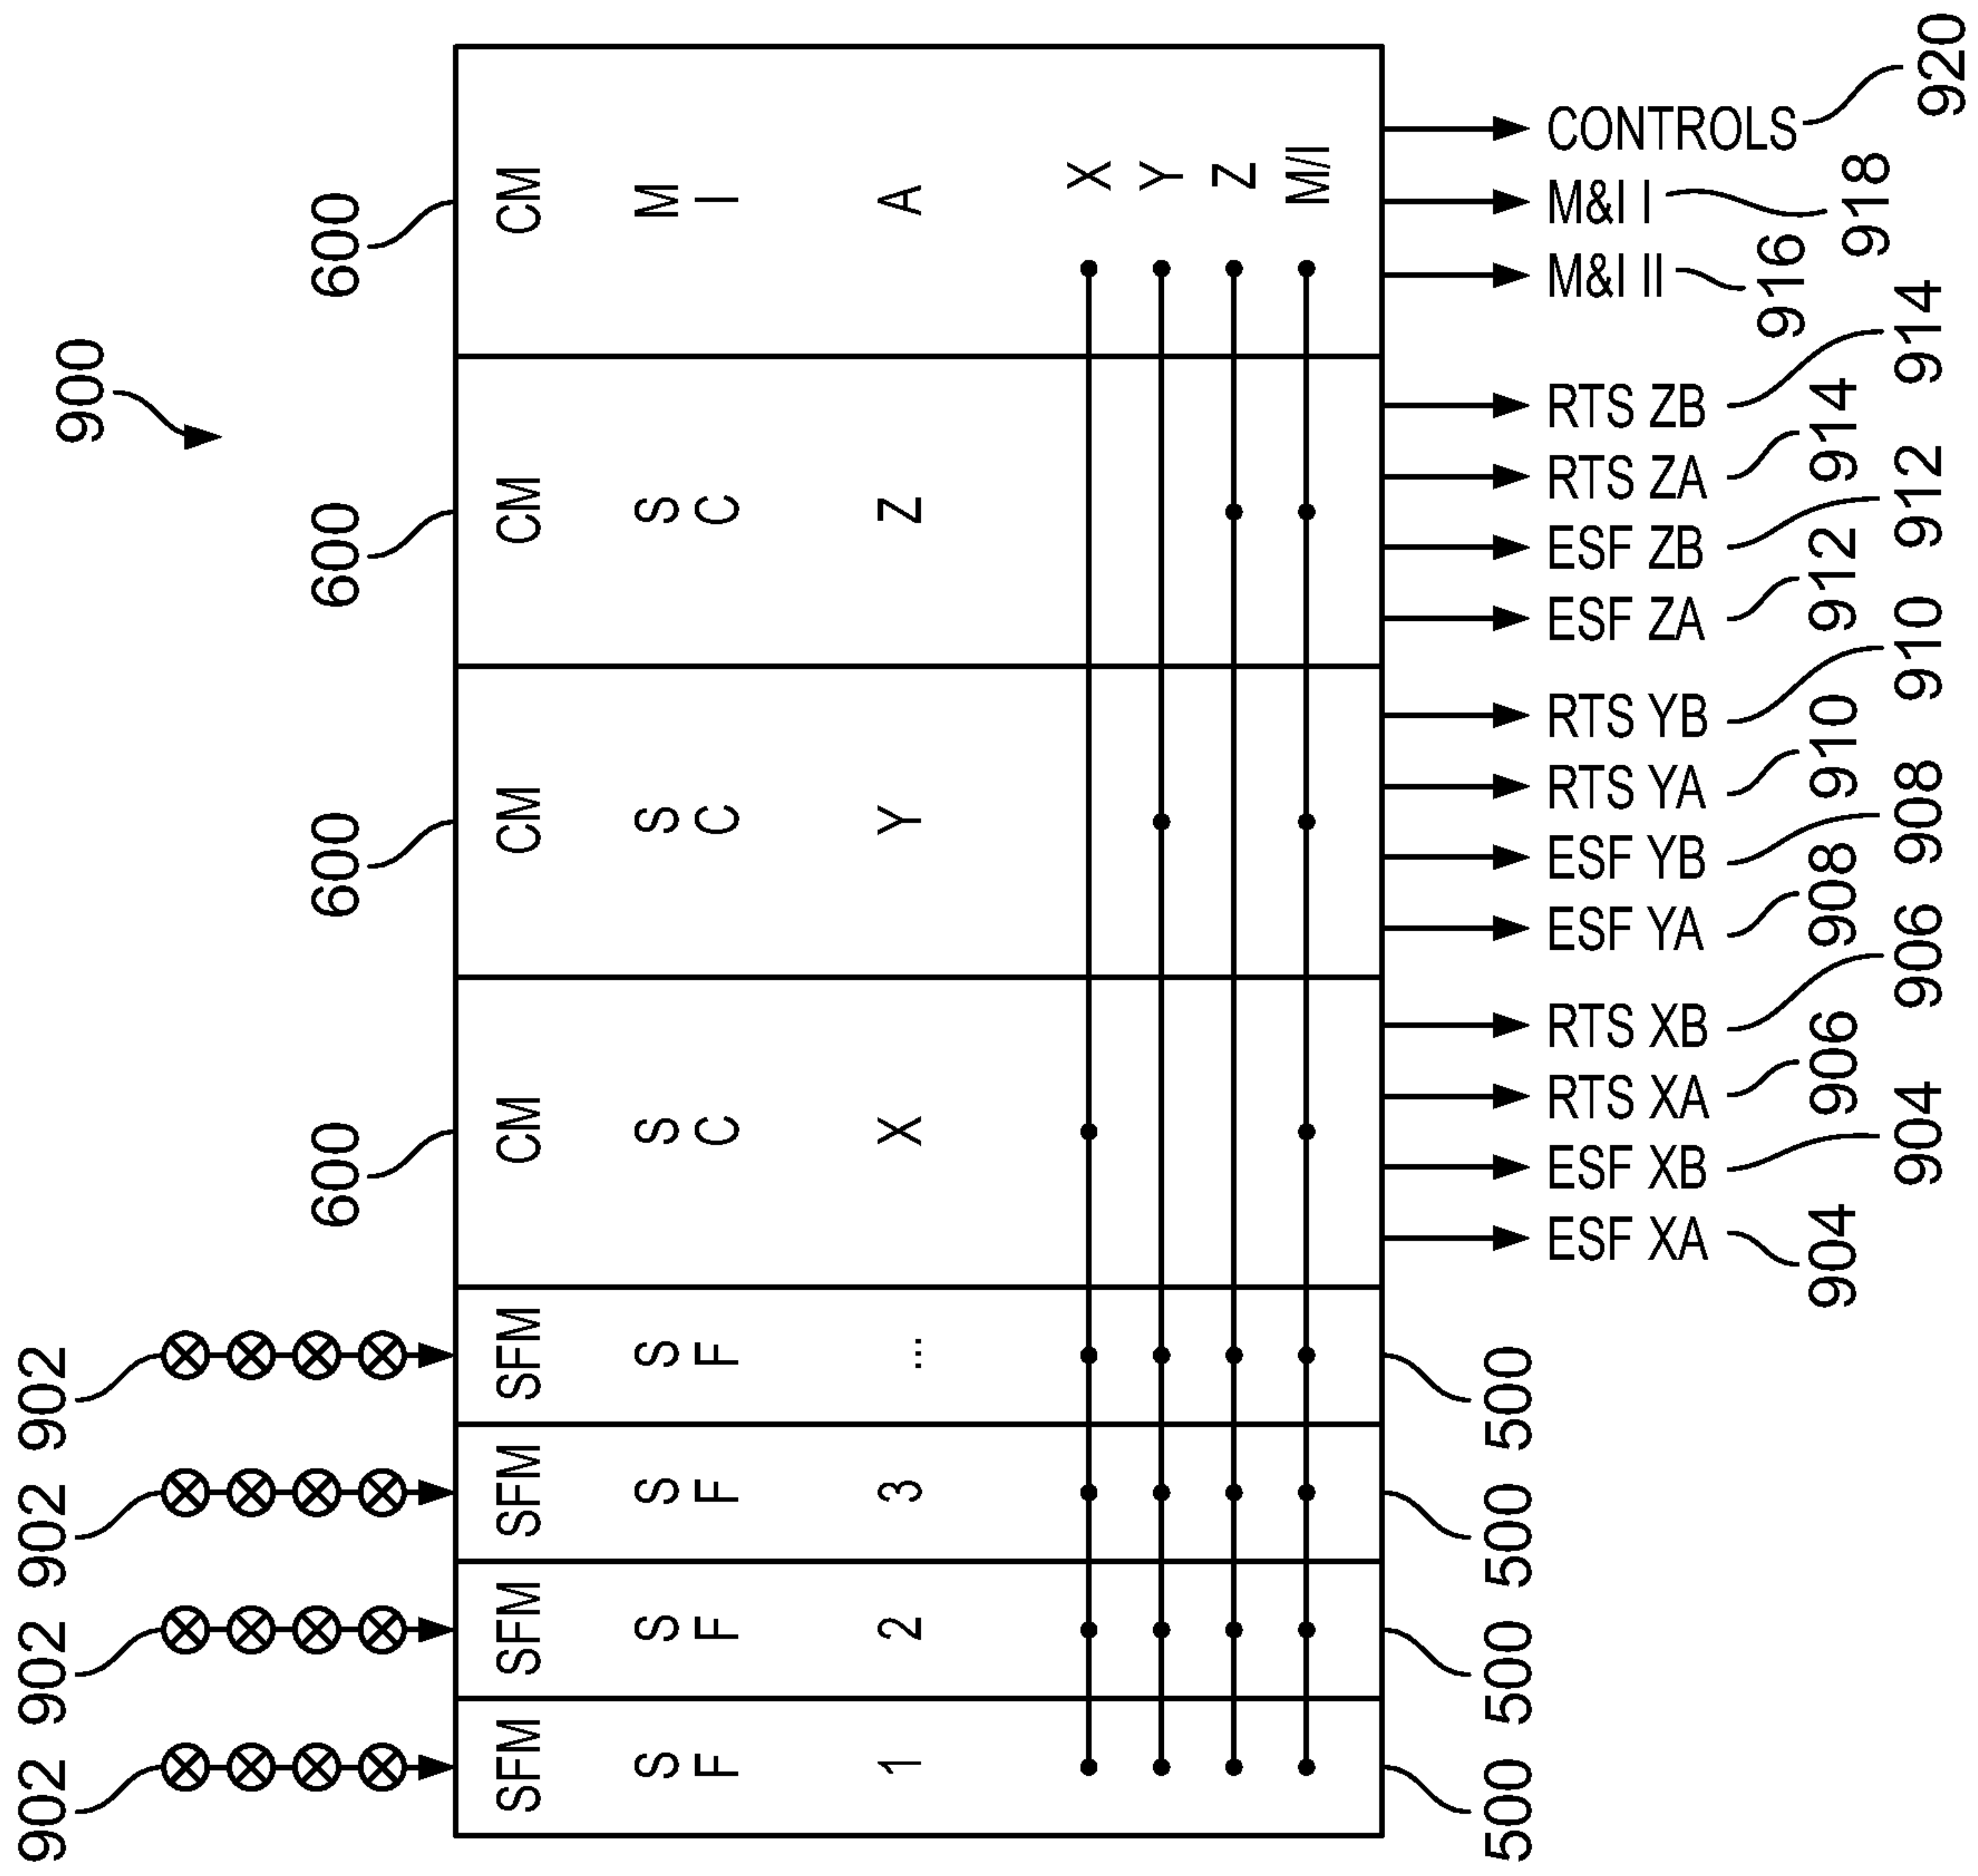 900
902
902
902
902
600
600
600
600
SFM
SFM
SFM
SFM
CM
CM
CM
CM
S
F
1
S
F
2
S
F
3
S
F
...
S
C
X
S
C
Y
S
C
Z
M
I
A
X
Y
Z
M/I
500
500
500
500
ESF XA
ESF XB
RTS XA
RTS XB
ESF YA
ESF YB
RTS YA
RTS YB
ESF ZA
ESF ZB
RTS ZA
RTS ZB
M&I II
M&I I
CONTROLS
904
904
906
906
908
908
910
910
912
912
914
914
916
918
920